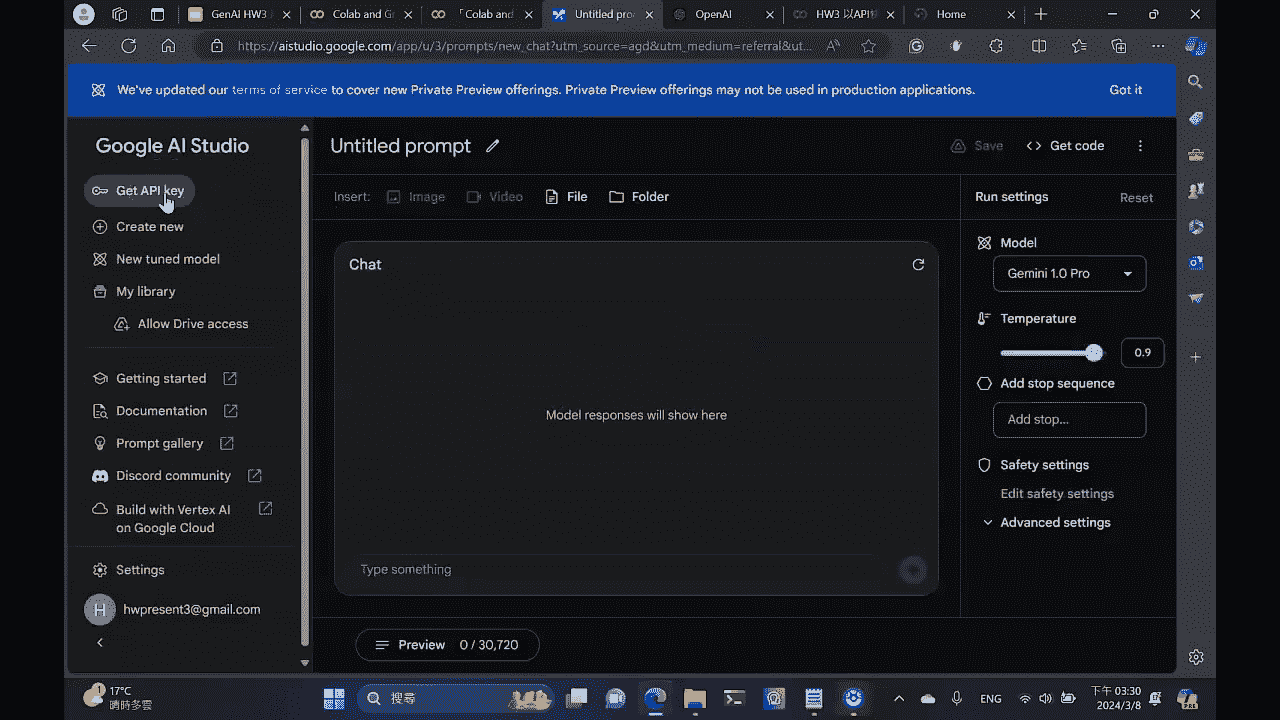 GenAI HW3
Colab and G
「Colab and
Untitled pro
OpenAI
HW3 以API
Home
https://aistudio.google.com/app/u/3/prompts/new_chat?utm_source=agd&utm_medium=referral&ut...
We've updated our terms of service to cover new Private Preview offerings. Private Preview offerings may not be used in production applications.
Got it
Google AI Studio
Get API key
Create new
New tuned model
My library
Allow Drive access
Getting started
Documentation
Prompt gallery
Discord community
Build with Vertex AI
on Google Cloud
Settings
H
hwpresent3@gmail.com
Untitled prompt
Save
Get code
Insert:
Image
Video
File
Folder
Chat
Model responses will show here
Type something
Preview
0 / 30,720
Run settings
Reset
Model
Gemini 1.0 Pro
Temperature
0.9
Add stop sequence
Add stop...
Safety settings
Edit safety settings
Advanced settings
17°C
搜尋
ENG
下午 03:30
2024/3/8